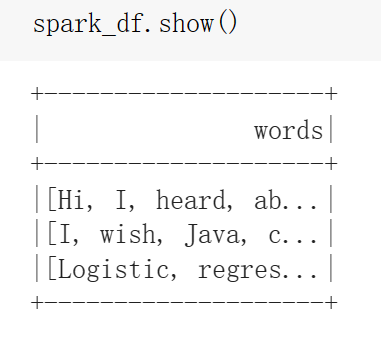 spark_df.show()
+--------------------+
|               words|
+--------------------+
|[Hi, I, heard, ab...|
|[I, wish, Java, c...|
|[Logistic, regres...|
+--------------------+